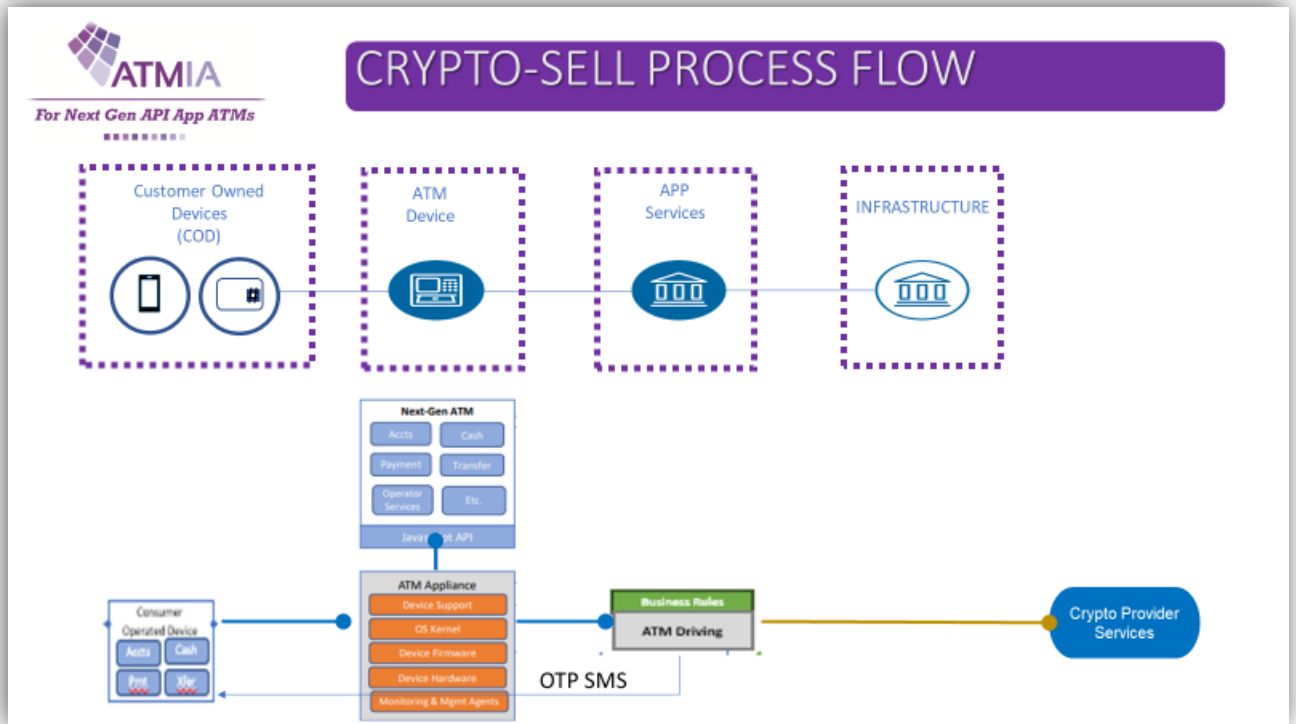 ATMIA
For Next Gen API App ATMs
CRYPTO-SELL PROCESS FLOW
Customer Owned
Devices
(COD)
ATM
Device
APP
Services
INFRASTRUCTURE
Next-Gen ATM
Accts
Cash
Payment
Transfer
Operator
Services
Etc.
API
ATM Appliance
Device Support
OS Kernel
Device Firmware
Device Hardware
Monitoring & Mgmt Agents
Consumer
Operated Device
Accts
Cash
Pmt
Xfer
Business Rules
ATM Driving
OTP SMS
Crypto Provider
Services